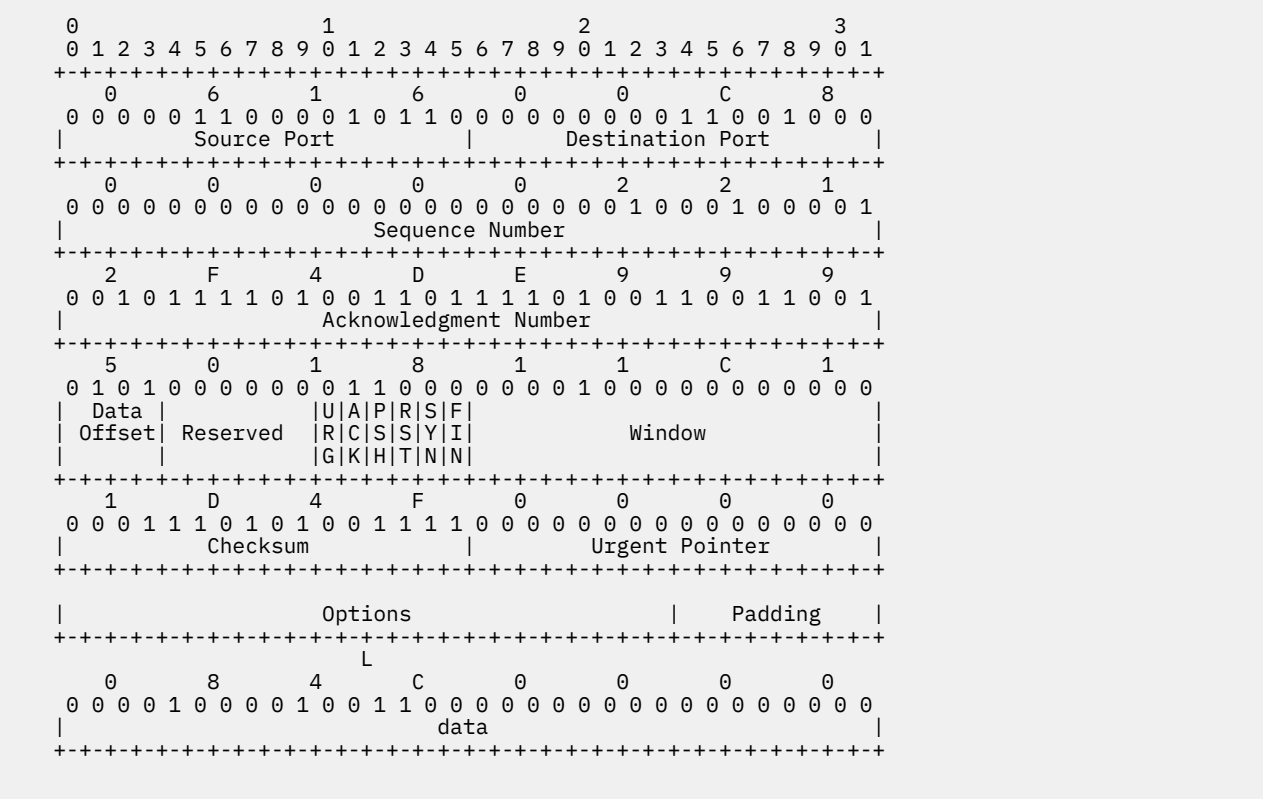 0                   1                   2                   3
0 1 2 3 4 5 6 7 8 9 0 1 2 3 4 5 6 7 8 9 0 1 2 3 4 5 6 7 8 9 0 1
+-+-+-+-+-+-+-+-+-+-+-+-+-+-+-+-+-+-+-+-+-+-+-+-+-+-+-+-+-+-+-+-+
0       6       1       6       0       0       C       8
0 0 0 0 0 1 1 0 0 0 0 1 0 1 1 0 0 0 0 0 0 0 0 0 1 1 0 0 1 0 0 0
|          Source Port          |       Destination Port        |
+-+-+-+-+-+-+-+-+-+-+-+-+-+-+-+-+-+-+-+-+-+-+-+-+-+-+-+-+-+-+-+-+
0       0       0       0       0       2       2       1
0 0 0 0 0 0 0 0 0 0 0 0 0 0 0 0 0 0 0 0 0 0 1 0 0 0 1 0 0 0 0 1
|                        Sequence Number                        |
+-+-+-+-+-+-+-+-+-+-+-+-+-+-+-+-+-+-+-+-+-+-+-+-+-+-+-+-+-+-+-+-+
2       F       4       D       E       9       9       9
0 0 1 0 1 1 1 1 0 1 0 0 1 1 0 1 1 1 1 0 1 0 0 1 1 0 0 1 1 0 0 1
|                    Acknowledgment Number                      |
+-+-+-+-+-+-+-+-+-+-+-+-+-+-+-+-+-+-+-+-+-+-+-+-+-+-+-+-+-+-+-+-+
5       0       1       8       1       1       C       1
0 1 0 1 0 0 0 0 0 0 0 1 1 0 0 0 0 0 0 0 1 0 0 0 0 0 0 0 0 0 0 0
|  Data |           |U|A|P|R|S|F|                               |
| Offset| Reserved  |R|C|S|S|Y|I|            Window             |
|       |           |G|K|H|T|N|N|                               |
+-+-+-+-+-+-+-+-+-+-+-+-+-+-+-+-+-+-+-+-+-+-+-+-+-+-+-+-+-+-+-+-+
1       D       4       F       0       0       0       0
0 0 0 1 1 1 0 1 0 1 0 0 1 1 1 1 0 0 0 0 0 0 0 0 0 0 0 0 0 0 0 0
|           Checksum            |         Urgent Pointer        |
+-+-+-+-+-+-+-+-+-+-+-+-+-+-+-+-+-+-+-+-+-+-+-+-+-+-+-+-+-+-+-+-+
|                    Options                    |    Padding    |
+-+-+-+-+-+-+-+-+-+-+-+-+-+-+-+-+-+-+-+-+-+-+-+-+-+-+-+-+-+-+-+-+
L
0       8       4       C       0       0       0       0
0 0 0 0 1 0 0 0 0 1 0 0 1 1 0 0 0 0 0 0 0 0 0 0 0 0 0 0 0 0 0 0
|                             data                              |
+-+-+-+-+-+-+-+-+-+-+-+-+-+-+-+-+-+-+-+-+-+-+-+-+-+-+-+-+-+-+-+-+